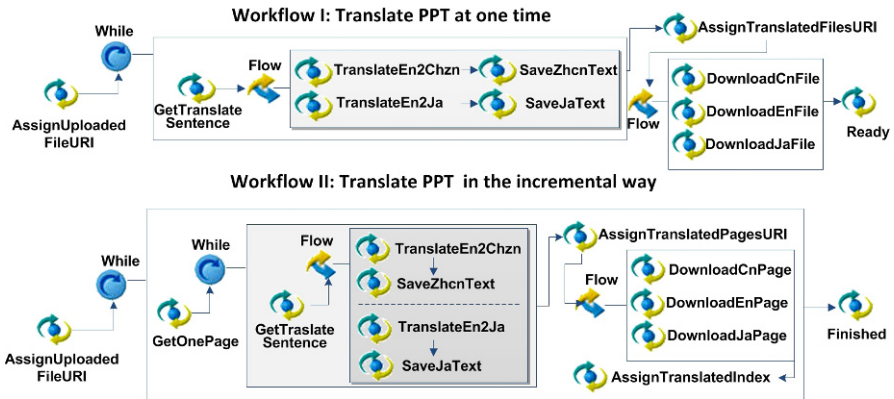 Workflow I: Translate PPT at one time
While
AssignUploaded
FileURI
GetTranslate
Sentence
Flow
TranslateEn2Chzn
SaveZhcnText
TranslateEn2Ja
SaveJaText
AssignTranslatedFilesURI
Flow
DownloadCnFile
DownloadEnFile
DownloadJaFile
Ready
Workflow II: Translate PPT in the incremental way
While
AssignUploaded
FileURI
While
GetOnePage
Flow
GetTraslate
Sentence
TranslateEn2Chzn
SaveZhcnText
TranslateEn2Ja
SaveJaText
AssignTranslatedPagesURI
Flow
DownloadCnPage
DownloadEnPage
DownloadJaPage
AssignTranslatedIndex
Finished